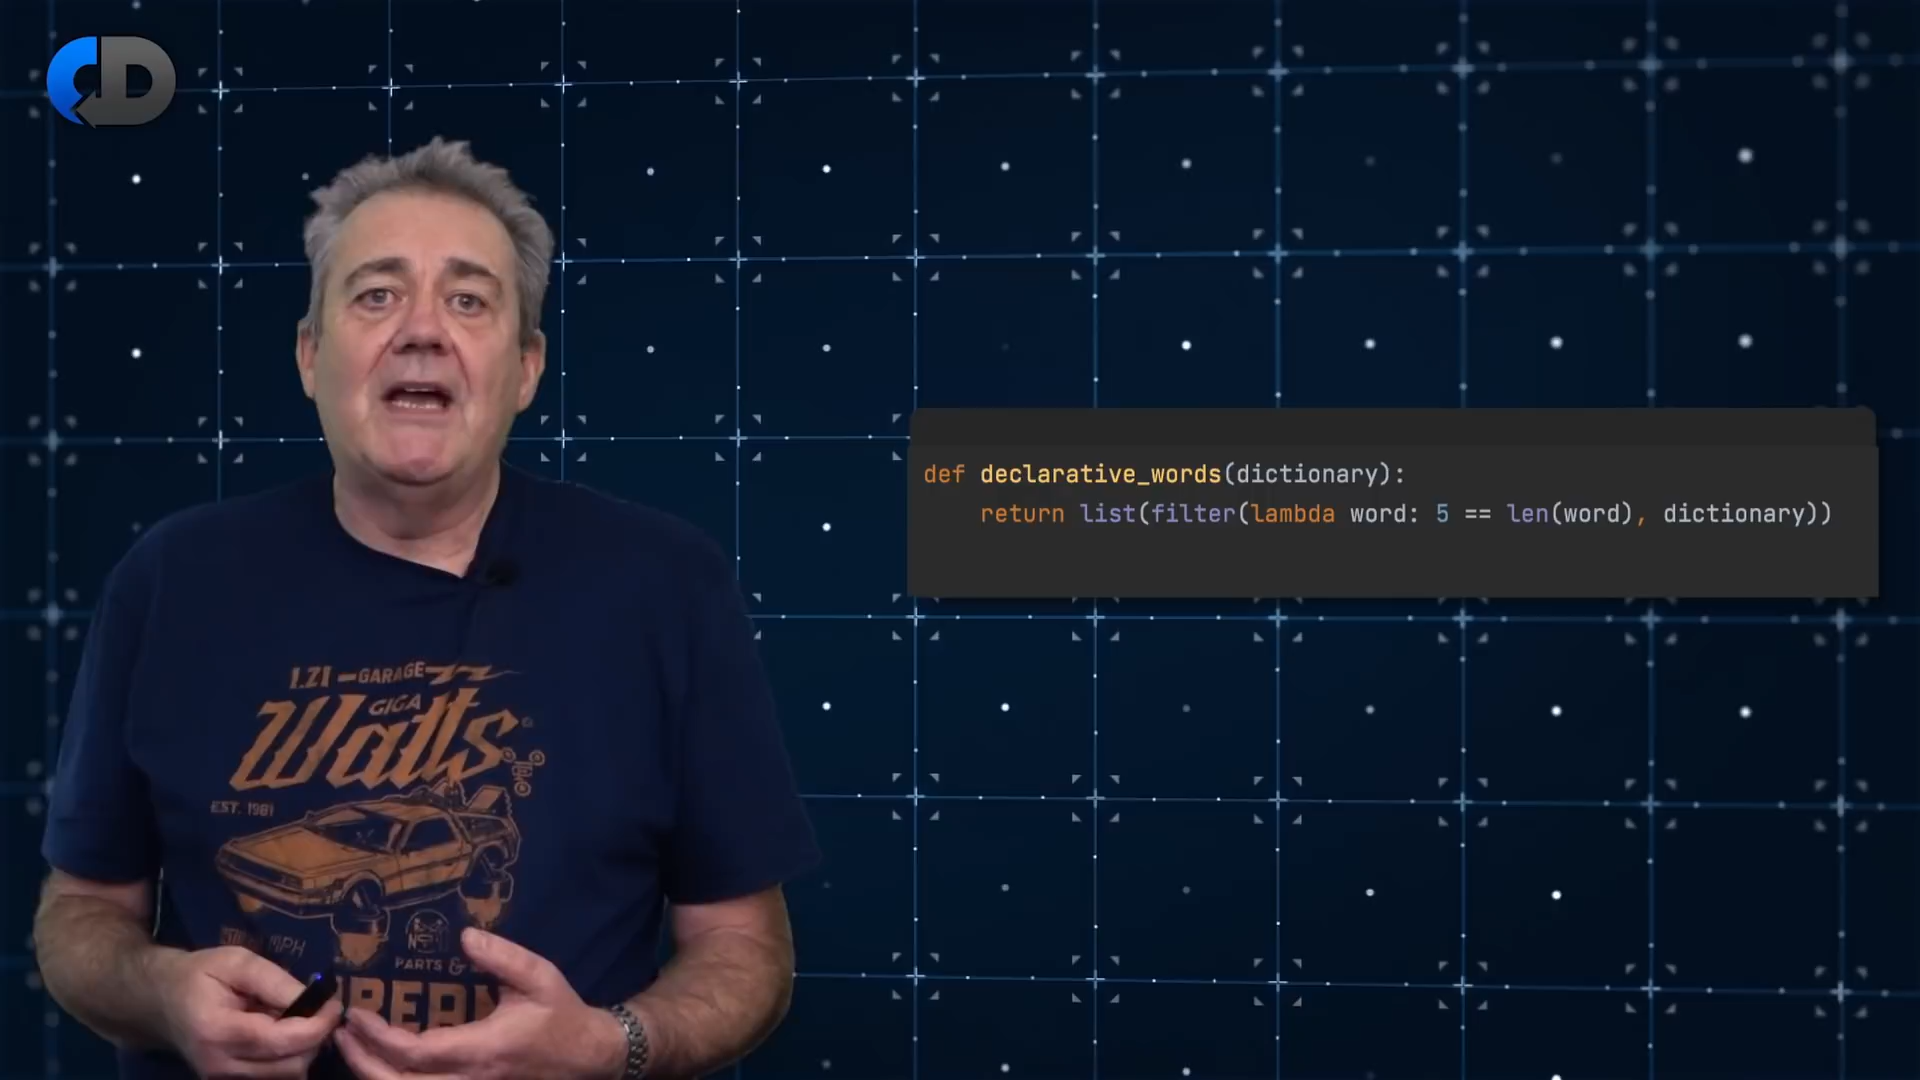 CD
def declarative_words(dictionary):
return list(filter(lambda word: 5 == len(word), dictionary))
1.21 GARAGE
GIGA
Watts
EST. 1981
MPH
PARTS &